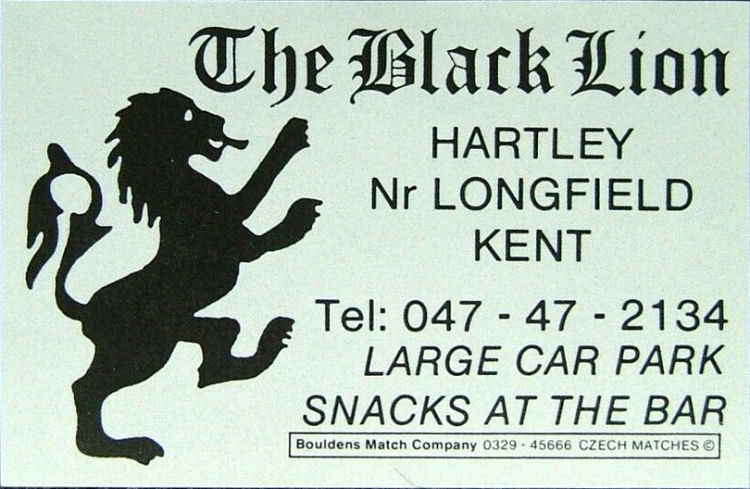 The Black Lion
HARTLEY
Nr LONGFIELD
KENT
Tel: 047 - 47 - 2134
LARGE CAR PARK
SNACKS AT THE BAR
Bouldens Match Company 0329 - 45666 CZECH MATCHES ©